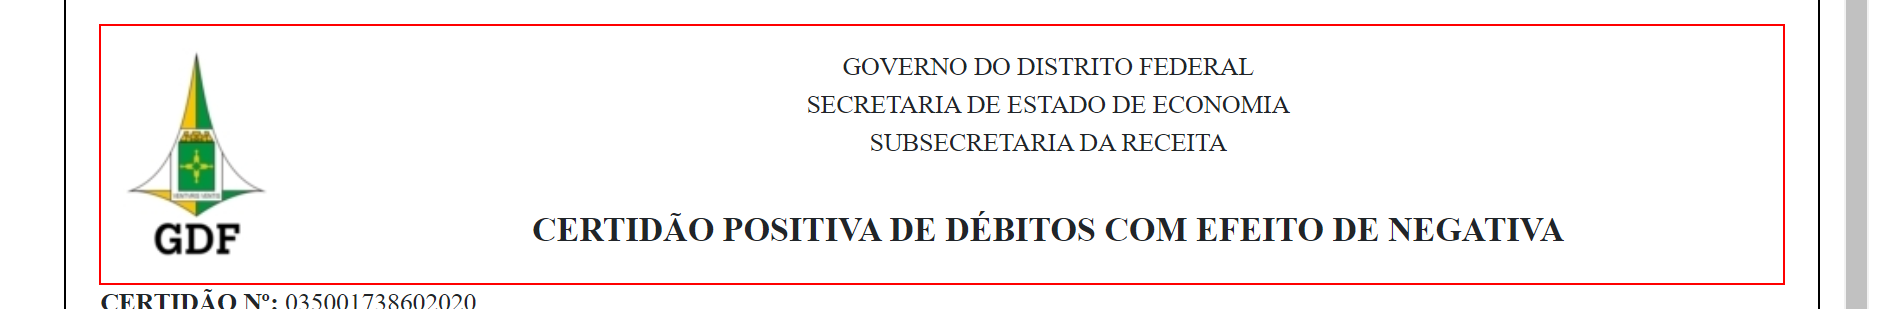 GOVERNO DO DISTRITO FEDERAL
SECRETARIA DE ESTADO DE ECONOMIA
SUBSECRETARIA DA RECEITA
GDF
CERTIDÃO POSITIVA DE DÉBITOS COM EFEITO DE NEGATIVA
CERTIDÃO Nº: 035001738602020